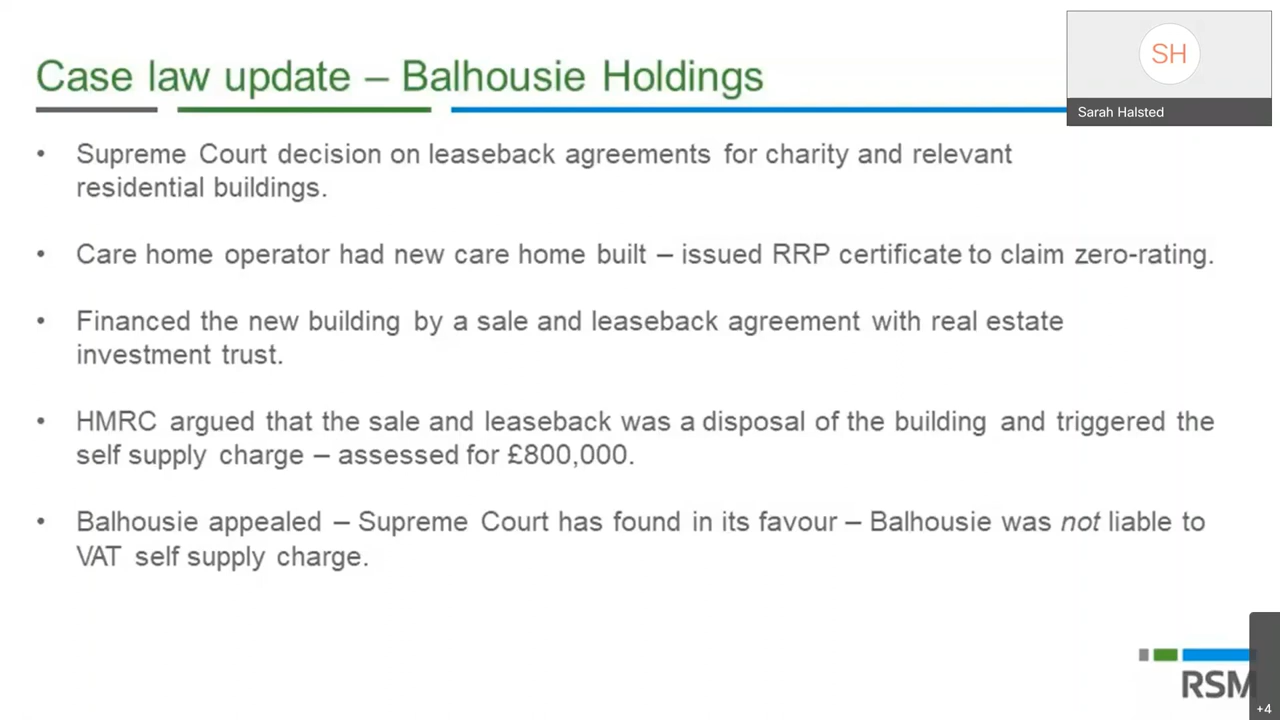 Case law update – Balhousie Holdings
SH
Sarah Halsted
• Supreme Court decision on leaseback agreements for charity and relevant
residential buildings.
• Care home operator had new care home built – issued RRP certificate to claim zero-rating.
• Financed the new building by a sale and leaseback agreement with real estate
investment trust.
• HMRC argued that the sale and leaseback was a disposal of the building and triggered the
self supply charge – assessed for £800,000.
• Balhousie appealed – Supreme Court has found in its favour – Balhousie was not liable to
VAT self supply charge.
RSM
+4